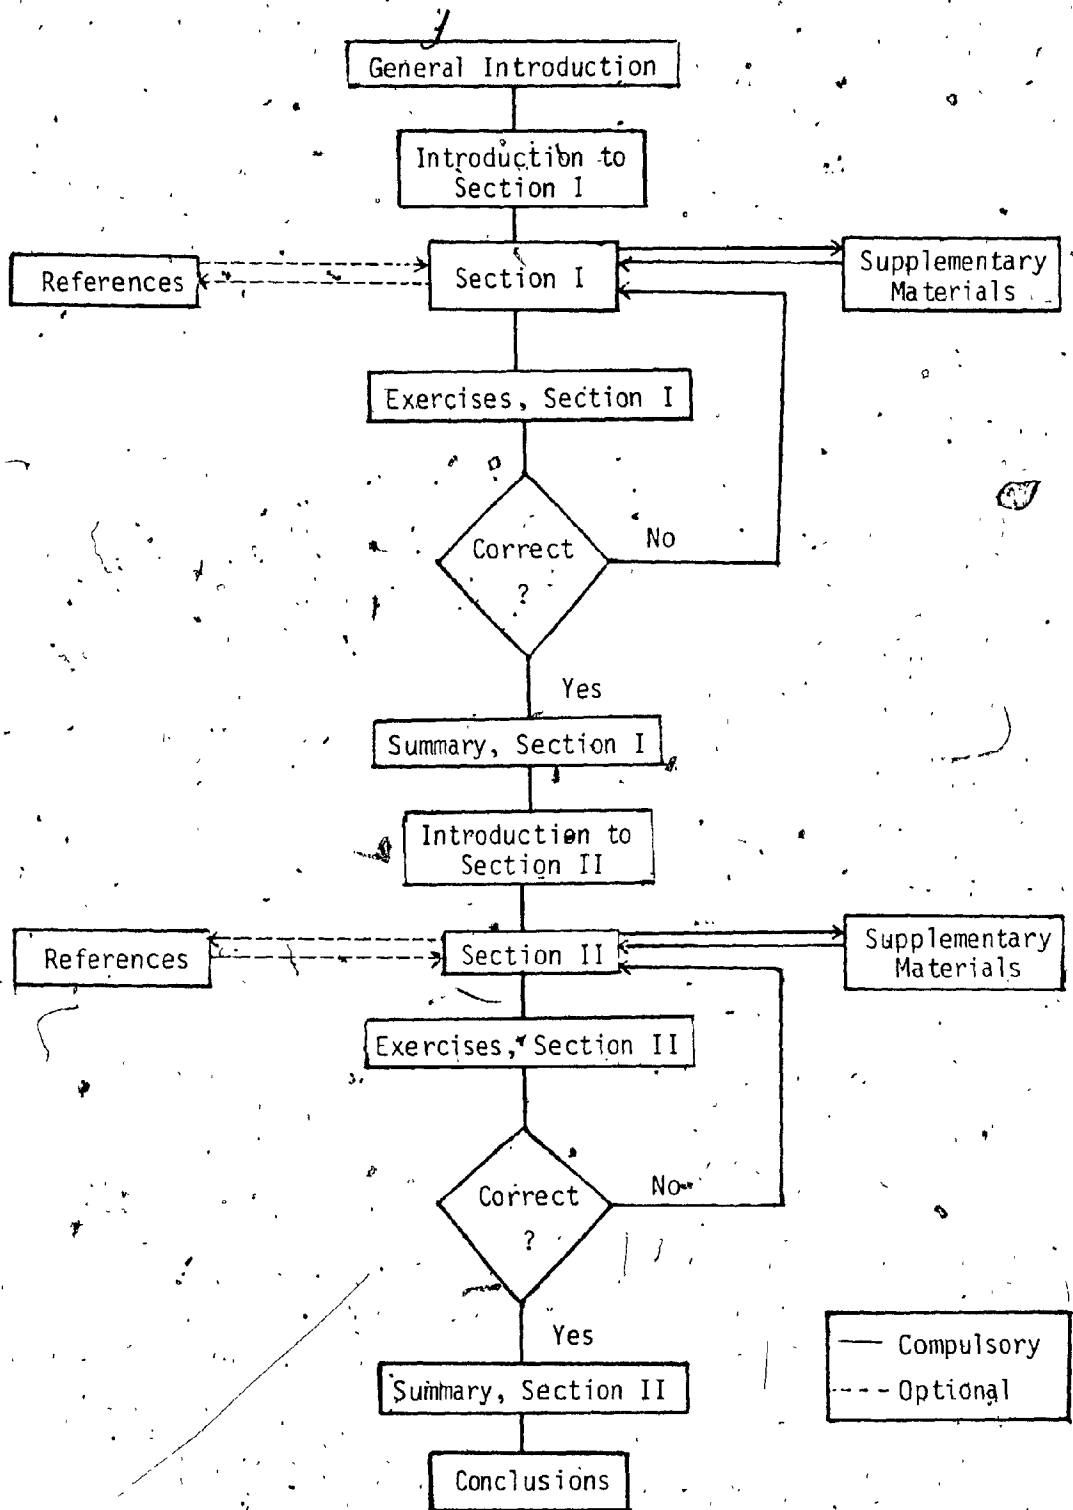 General Introduction
Introduction to
Section I
References
Section I
Supplementary
Materials
Exercises, Section I
Correct
?
No
Yes
Summary, Section I
Introduction to
Section II
References
Section II
Supplementary
Materials
Exercises, Section II
Correct
?
No
Yes
Summary, Section II
Conclusions
Compulsory
Optional